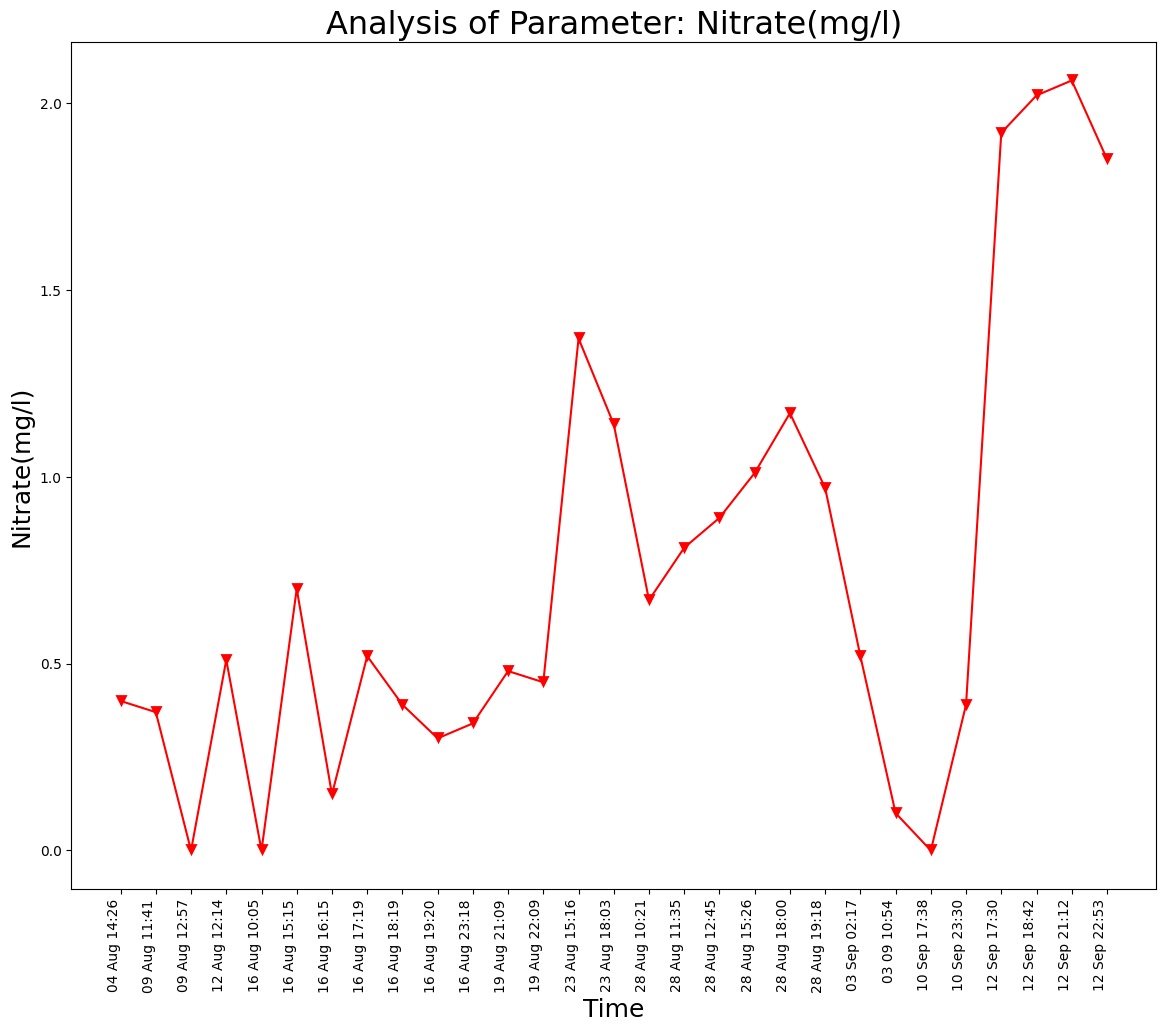 Analysis of Parameter: Nitrate(mg/l)
Nitrate(mg/l)
2.0
1.5
1.0
0.5
0.0
04 Aug 14:26
09 Aug 11:41
09 Aug 12:57
12 Aug 12:14
16 Aug 10:05
16 Aug 15:15
16 Aug 16:15
16 Aug 17:19
16 Aug 18:19
16 Aug 19:20
16 Aug 23:18
19 Aug 21:09
19 Aug 22:09
23 Aug 15:16
23 Aug 18:03
28 Aug 10:21
28 Aug 11:35
28 Aug 12:45
28 Aug 15:26
28 Aug 18:00
28 Aug 19:18
03 Sep 02:17
03 09 10:54
10 Sep 17:38
10 Sep 23:30
12 Sep 17:30
12 Sep 18:42
12 Sep 21:12
12 Sep 22:53
Time